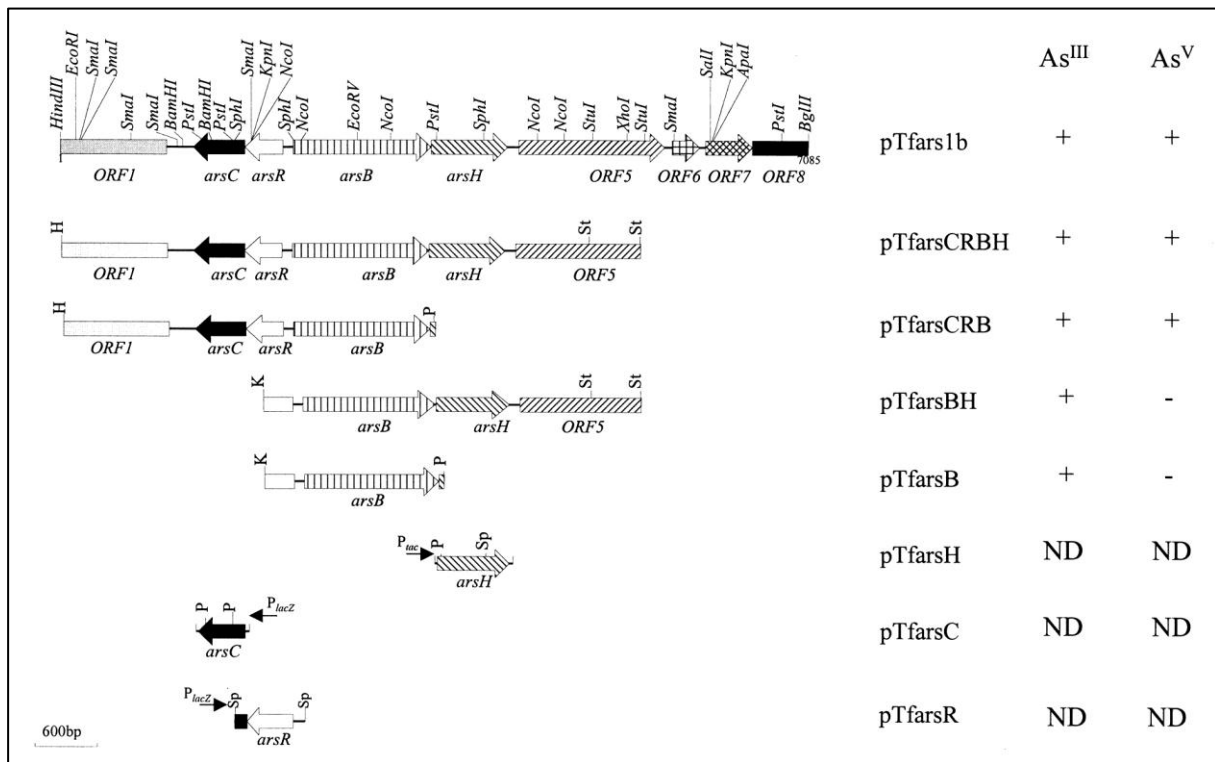 HindIII EcoRI SmaI SmaI SmaI SmaI BamHI PstI BamHI PstI SphI SmaI KpnI NcoI SphI NcoI EcoRV NcoI PstI SphI NcoI NcoI StuI XhoI StuI SmaI SalI KpnI ApaI PstI BglII
As^III As^V
pTfars1b + +
1 7085
ORF1 arsC arsR arsB arsH ORF5 ORF6 ORF7 ORF8
H St St
pTfarsCRBH + +
ORF1 arsC arsR arsB arsH ORF5
H P
pTfarsCRB + +
ORF1 arsC arsR arsB
K St St
pTfarsBH + -
arsB arsH ORF5
K P
pTfarsB + -
arsB
P_tac P Sp
pTfarsH ND ND
arsH
P P P_lacZ
pTfarsC ND ND
arsC
P_lacZ Sp Sp
pTfarsR ND ND
arsR
600bp